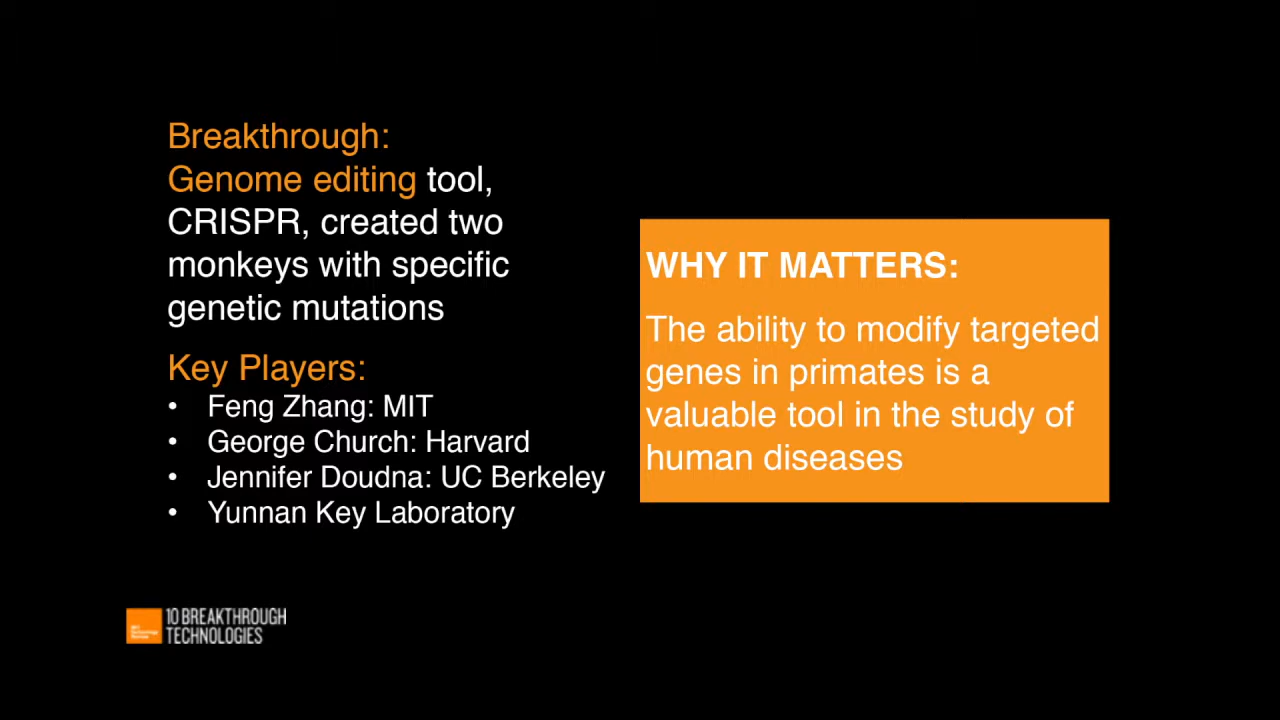 Breakthrough:
Genome editing tool,
CRISPR, created two
monkeys with specific
genetic mutations
Key Players:
• Feng Zhang: MIT
• George Church: Harvard
• Jennifer Doudna: UC Berkeley
• Yunnan Key Laboratory
WHY IT MATTERS:
The ability to modify targeted
genes in primates is a
valuable tool in the study of
human diseases
10 BREAKTHROUGH
TECHNOLOGIES